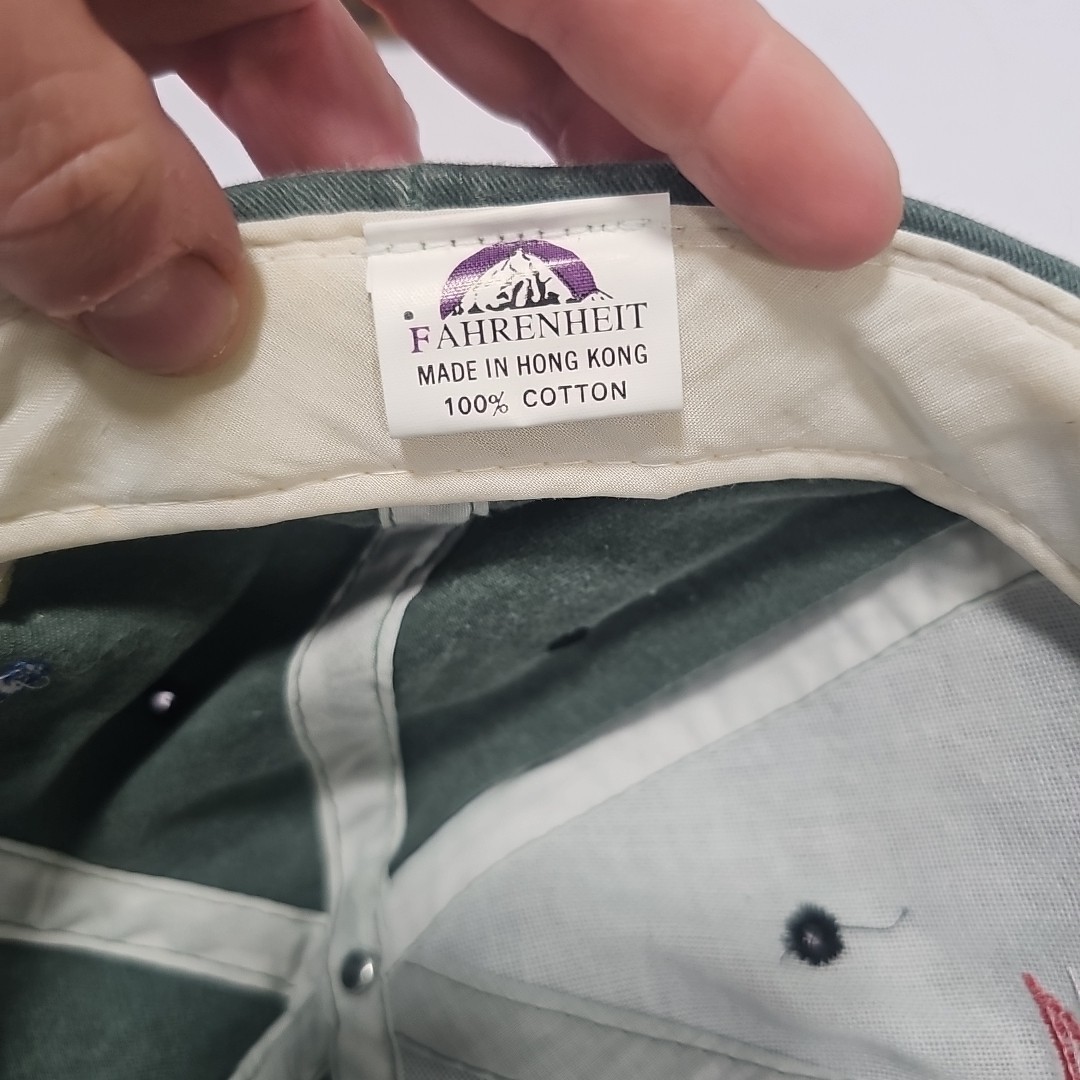 FAHRENHEIT
MADE IN HONG KONG
100% COTTON